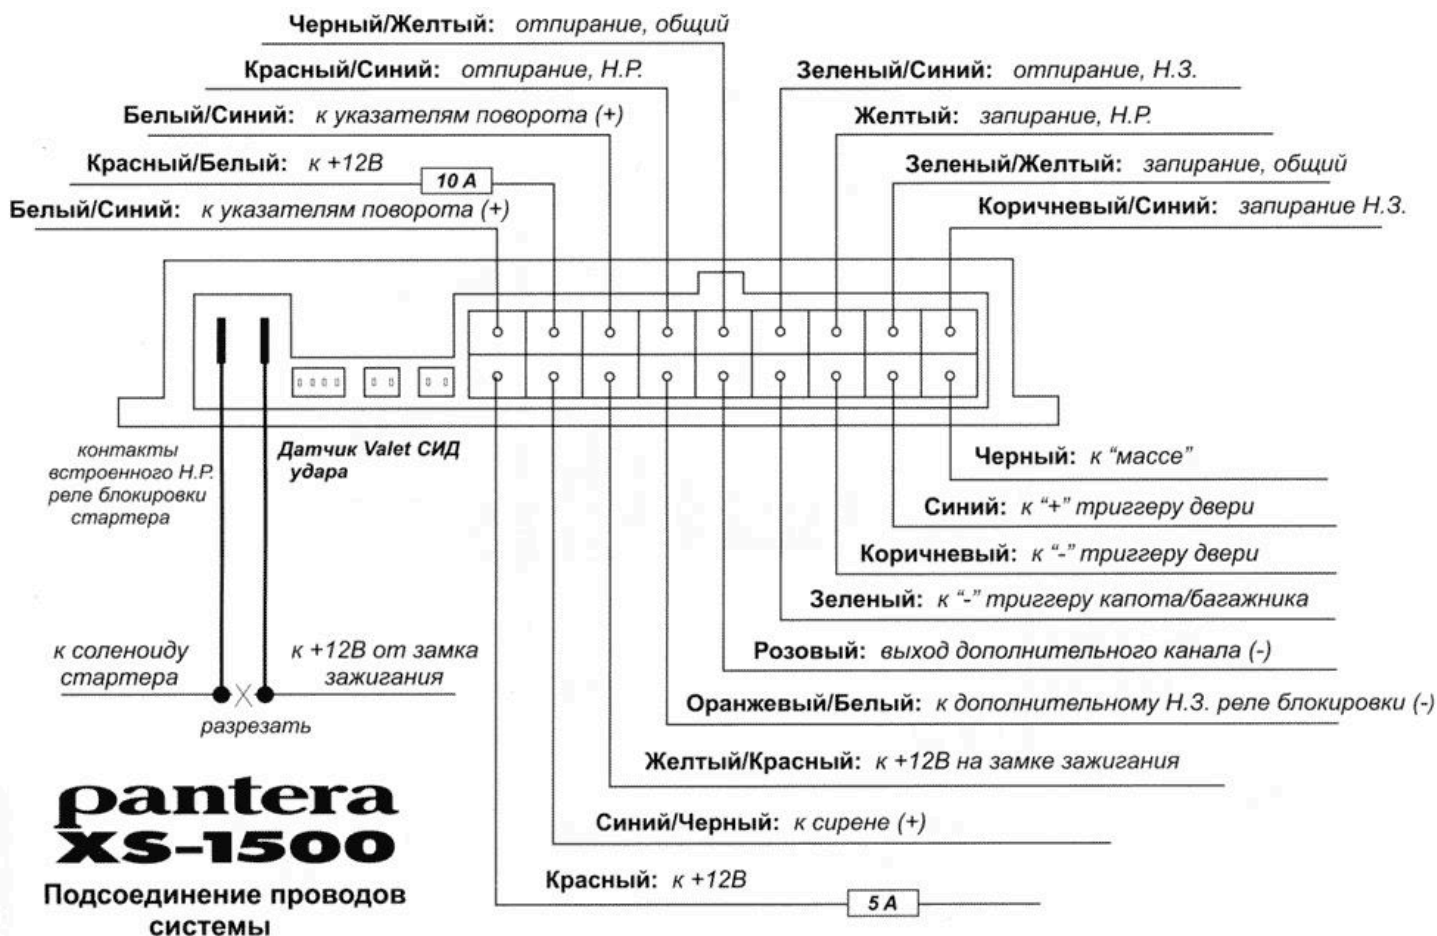 Черный/Желтый: отпирание, общий
Красный/Синий: отпирание, Н.Р.
Зеленый/Синий: отпирание, Н.З.
Белый/Синий: к указателям поворота (+)
Желтый: запирание, Н.Р.
Красный/Белый: к +12В
10 А
Зеленый/Желтый: запирание, общий
Белый/Синий: к указателям поворота (+)
Коричневый/Синий: запирание Н.З.
контакты
встроенного Н.Р.
реле блокировки
стартера
Датчик Valet СИД
удара
Черный: к “массе”
Синий: к “+” триггеру двери
Коричневый: к “-” триггеру двери
Зеленый: к “-” триггеру капота/багажника
к соленоиду
стартера
к +12В от замка
зажигания
разрезать
Розовый: выход дополнительного канала (-)
Оранжевый/Белый: к дополнительному Н.З. реле блокировки (-)
Желтый/Красный: к +12В на замке зажигания
Синий/Черный: к сирене (+)
Красный: к +12В
5 А
pantera
XS-1500
Подсоединение проводов
системы